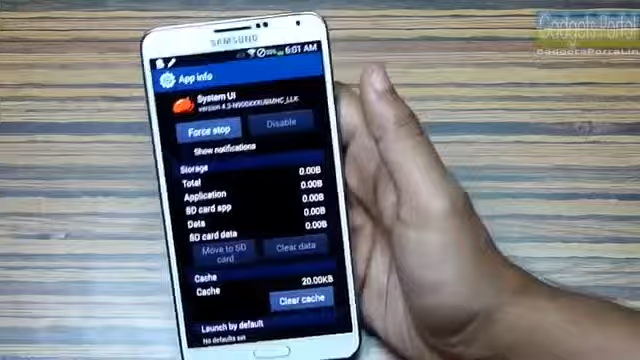 Gadgets Portal
SAMSUNG
6:01 AM
App info
System UI
Force stop
Disable
Show notifications
Storage
Total
0.00B
Application
0.00B
SD card app
0.00B
Data
0.00B
SD card data
0.00B
Move to SD
card
Clear data
Cache
Cache
20.00KB
Clear cache
Launch by default
No defaults set